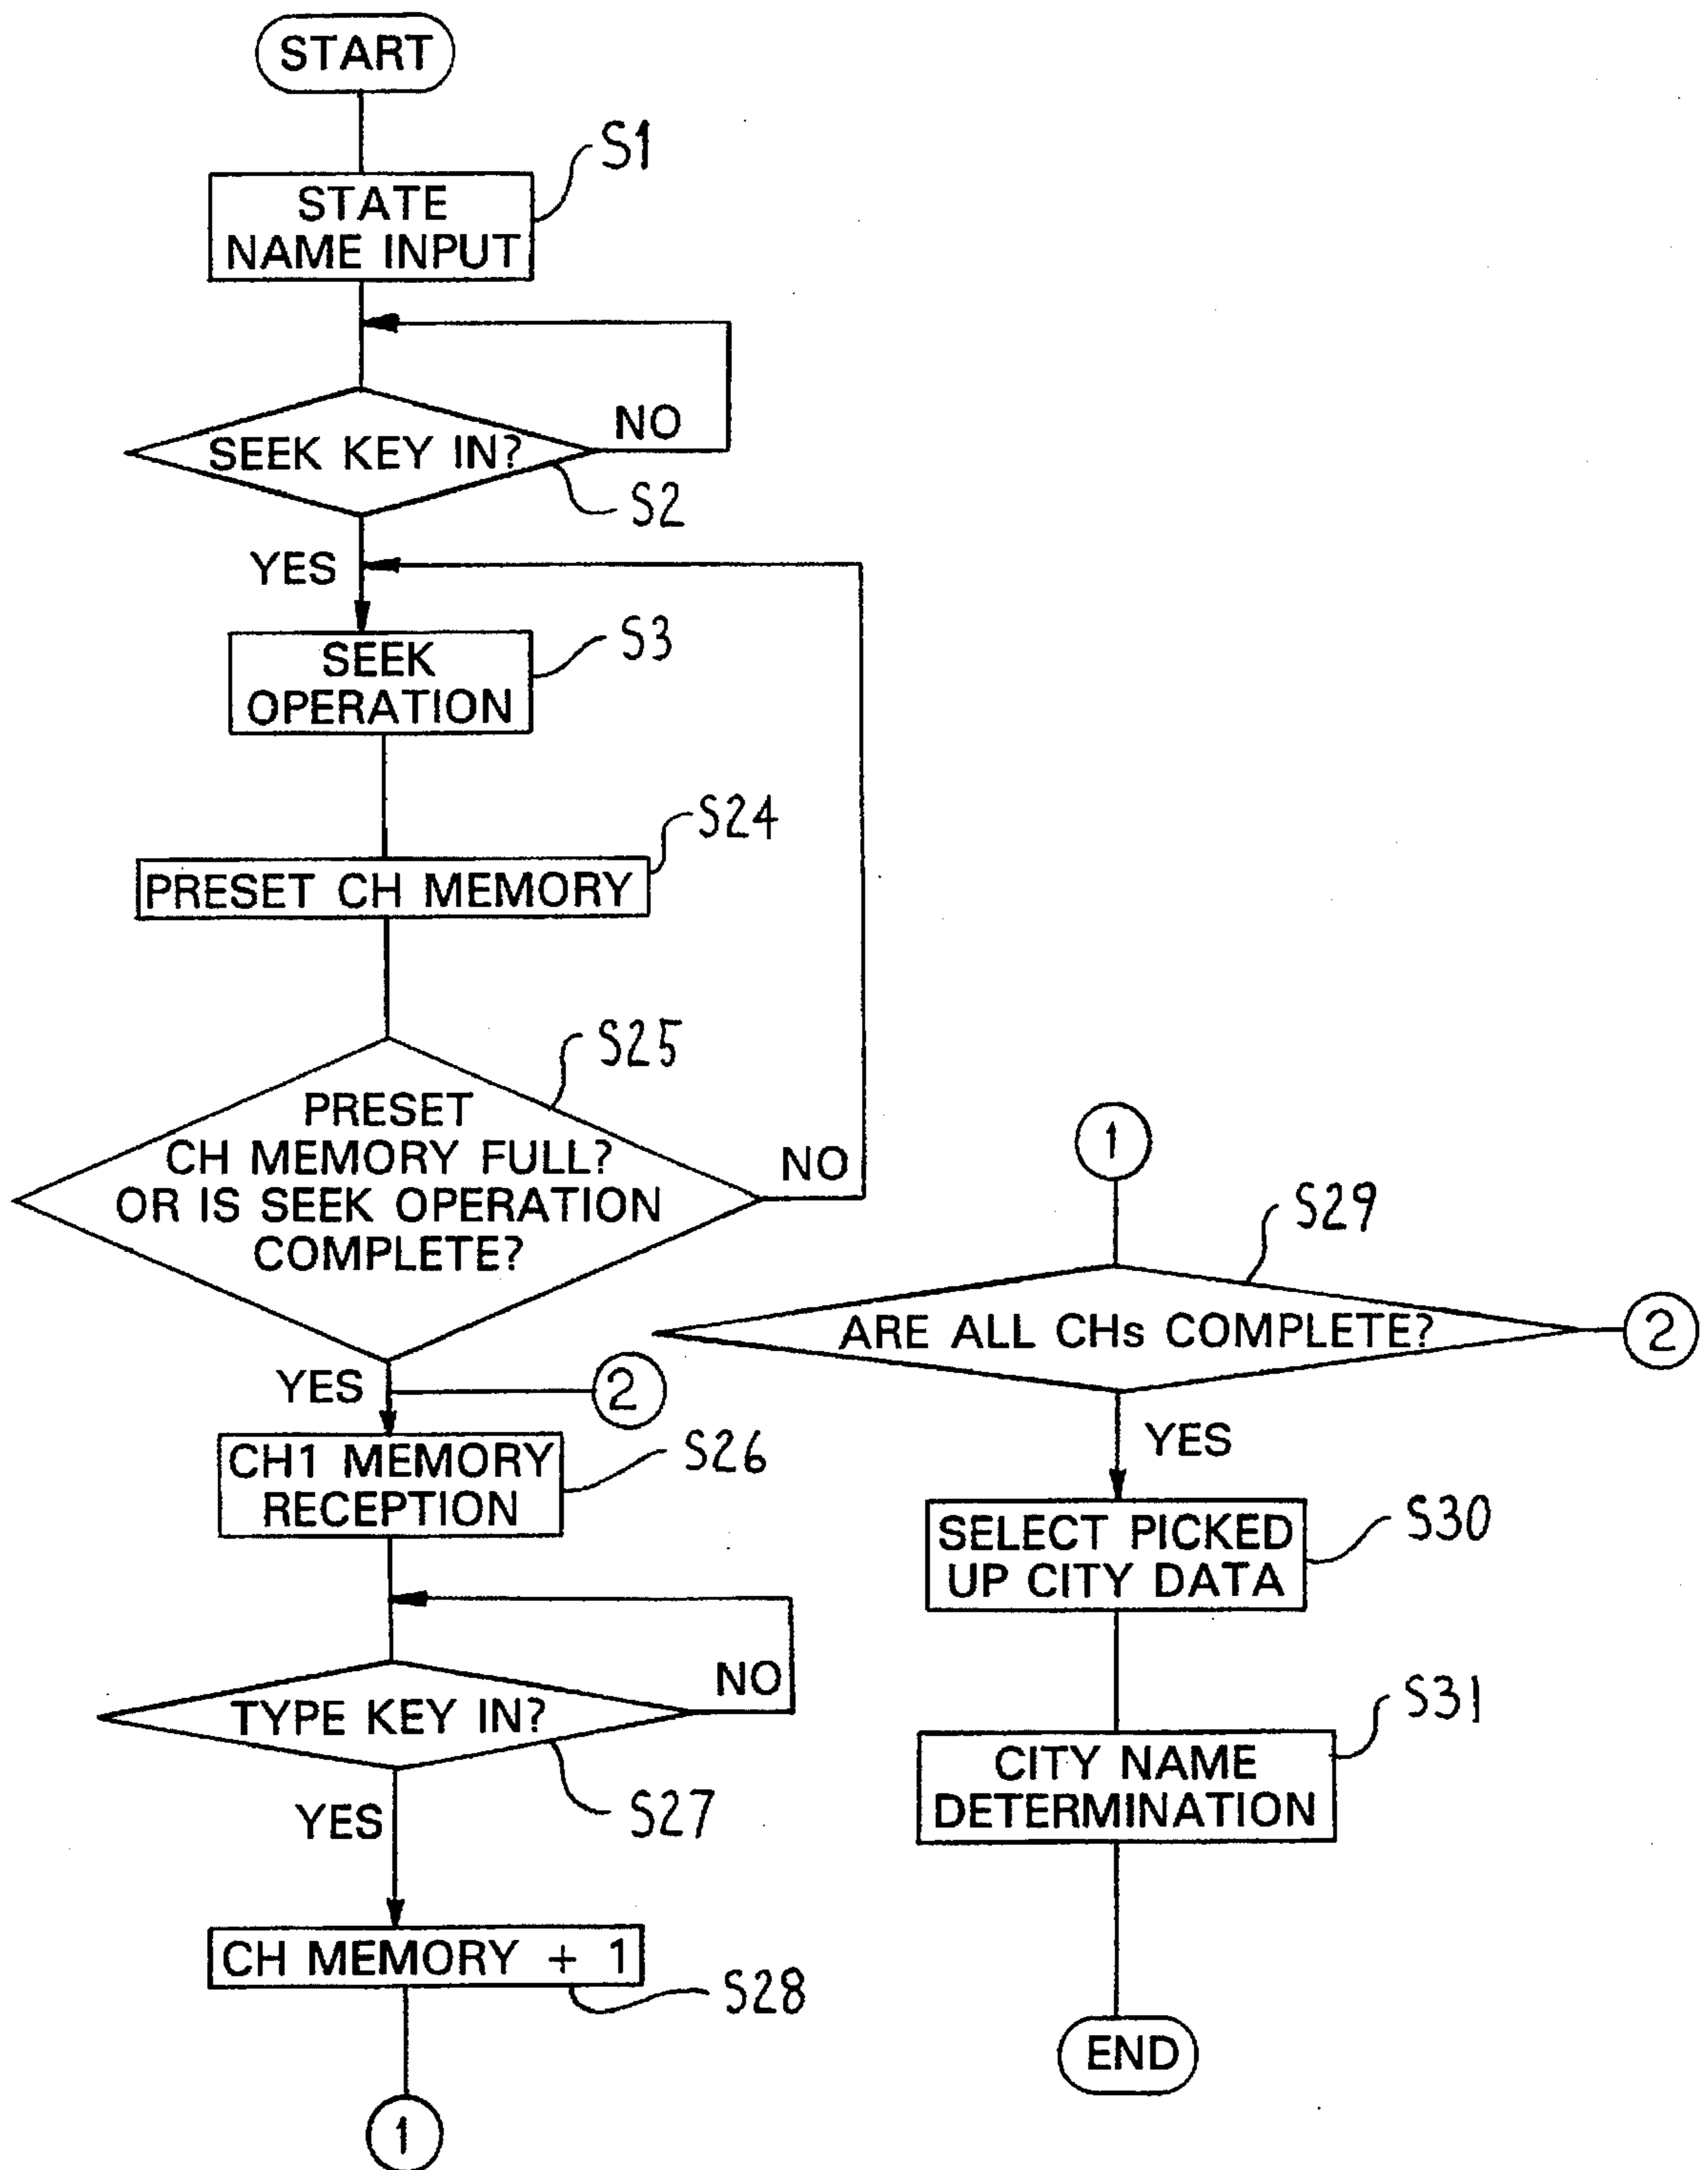 START
S1
STATE
NAME INPUT
NO
SEEK KEY IN?
S2
YES
S3
SEEK
OPERATION
S24
PRESET CH MEMORY
S25
PRESET
CH MEMORY FULL?
OR IS SEEK OPERATION
COMPLETE?
NO
YES
2
CH1 MEMORY
RECEPTION
S26
NO
TYPE KEY IN?
S27
YES
CH MEMORY + 1
S28
1
1
S29
ARE ALL CHs COMPLETE?
2
YES
SELECT PICKED
UP CITY DATA
S30
S31
CITY NAME
DETERMINATION
END